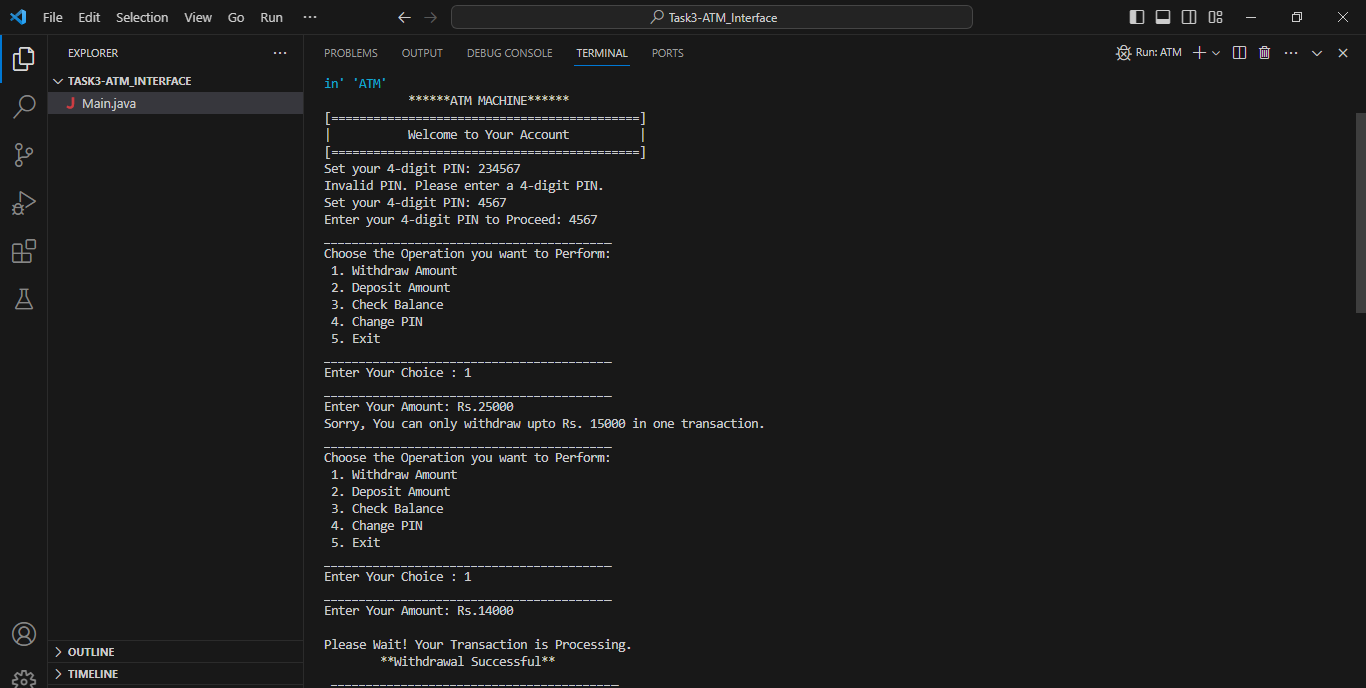 File Edit Selection View Go Run ··· Task3-ATM_Interface
EXPLORER ···
TASK3-ATM_INTERFACE
J Main.java
OUTLINE
TIMELINE
PROBLEMS OUTPUT DEBUG CONSOLE TERMINAL PORTS Run: ATM
in' 'ATM'
******ATM MACHINE******
[============================================]
| Welcome to Your Account |
[============================================]
Set your 4-digit PIN: 234567
Invalid PIN. Please enter a 4-digit PIN.
Set your 4-digit PIN: 4567
Enter your 4-digit PIN to Proceed: 4567
_________________________________________
Choose the Operation you want to Perform:
1. Withdraw Amount
2. Deposit Amount
3. Check Balance
4. Change PIN
5. Exit
_________________________________________
Enter Your Choice : 1
_________________________________________
Enter Your Amount: Rs.25000
Sorry, You can only withdraw upto Rs. 15000 in one transaction.
_________________________________________
Choose the Operation you want to Perform:
1. Withdraw Amount
2. Deposit Amount
3. Check Balance
4. Change PIN
5. Exit
_________________________________________
Enter Your Choice : 1
_________________________________________
Enter Your Amount: Rs.14000
Please Wait! Your Transaction is Processing.
**Withdrawal Successful**
_________________________________________